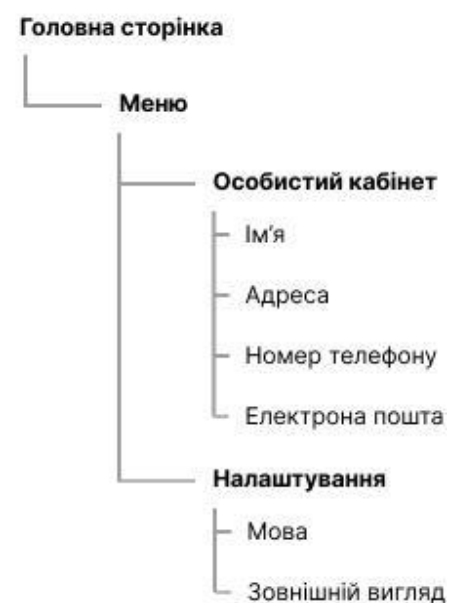 Головна сторінка
Меню
Особистий кабінет
Ім'я
Адреса
Номер телефону
Електрона пошта
Налаштування
Мова
Зовнішній вигляд